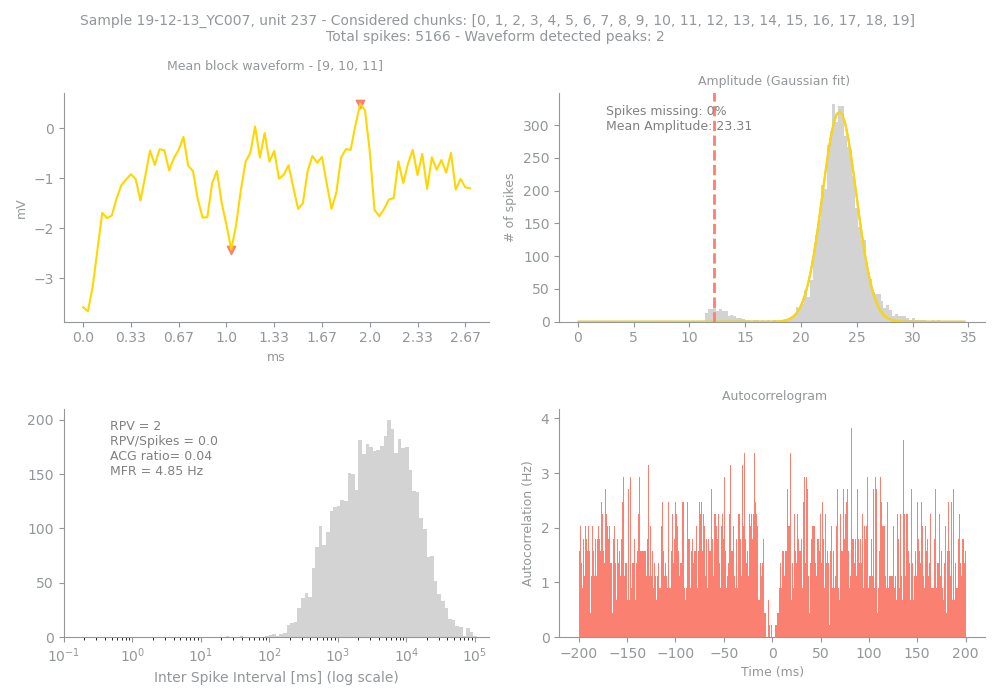 Sample 19-12-13_YC007, unit 237 - Considered chunks: [0, 1, 2, 3, 4, 5, 6, 7, 8, 9, 10, 11, 12, 13, 14, 15, 16, 17, 18, 19]
Total spikes: 5166 - Waveform detected peaks: 2
Mean block waveform - [9, 10, 11]
mV
0
−1
−2
−3
0.0 0.33 0.67 1.0 1.33 1.67 2.0 2.33 2.67
ms
Amplitude (Gaussian fit)
Spikes missing: 0%
Mean Amplitude: 23.31
# of spikes
300
250
200
150
100
50
0
0 5 10 15 20 25 30 35
RPV = 2
RPV/Spikes = 0.0
ACG ratio= 0.04
MFR = 4.85 Hz
200
150
100
50
0
10⁻¹ 10⁰ 10¹ 10² 10³ 10⁴ 10⁵
Inter Spike Interval [ms] (log scale)
Autocorrelogram
Autocorrelation (Hz)
4
3
2
1
0
−200 −150 −100 −50 0 50 100 150 200
Time (ms)